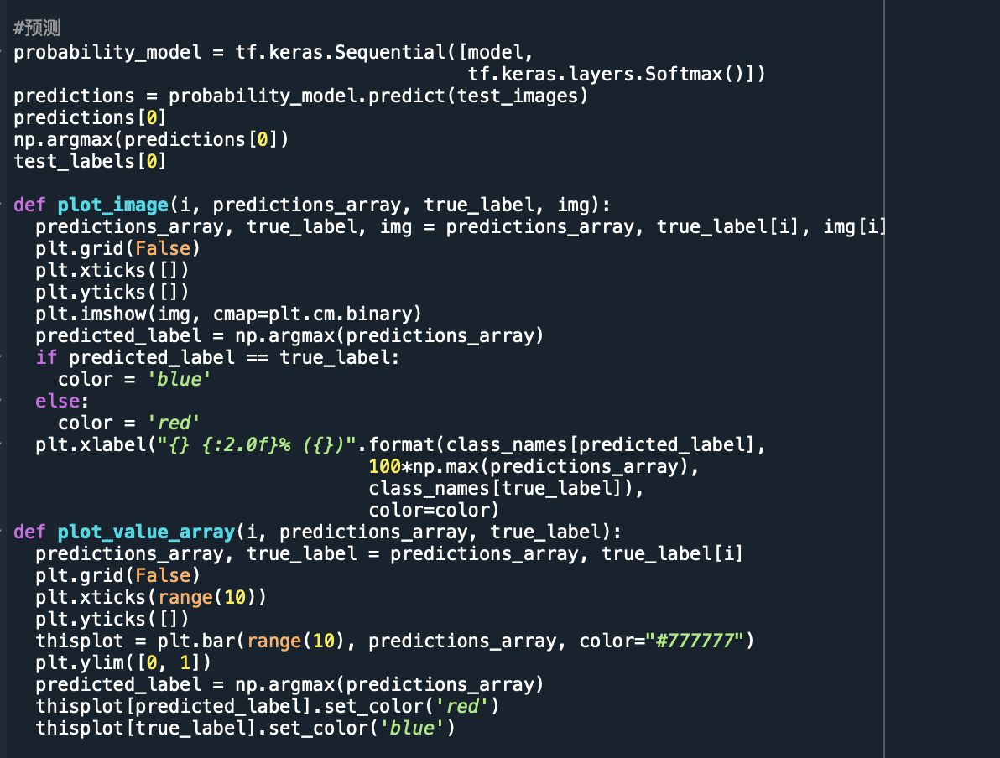 #预测
probability_model = tf.keras.Sequential([model,
                                         tf.keras.layers.Softmax()])
predictions = probability_model.predict(test_images)
predictions[0]
np.argmax(predictions[0])
test_labels[0]

def plot_image(i, predictions_array, true_label, img):
  predictions_array, true_label, img = predictions_array, true_label[i], img[i]
  plt.grid(False)
  plt.xticks([])
  plt.yticks([])
  plt.imshow(img, cmap=plt.cm.binary)
  predicted_label = np.argmax(predictions_array)
  if predicted_label == true_label:
    color = 'blue'
  else:
    color = 'red'
  plt.xlabel("{} {:2.0f}% ({})".format(class_names[predicted_label],
                                100*np.max(predictions_array),
                                class_names[true_label]),
                                color=color)
def plot_value_array(i, predictions_array, true_label):
  predictions_array, true_label = predictions_array, true_label[i]
  plt.grid(False)
  plt.xticks(range(10))
  plt.yticks([])
  thisplot = plt.bar(range(10), predictions_array, color="#777777")
  plt.ylim([0, 1])
  predicted_label = np.argmax(predictions_array)
  thisplot[predicted_label].set_color('red')
  thisplot[true_label].set_color('blue')